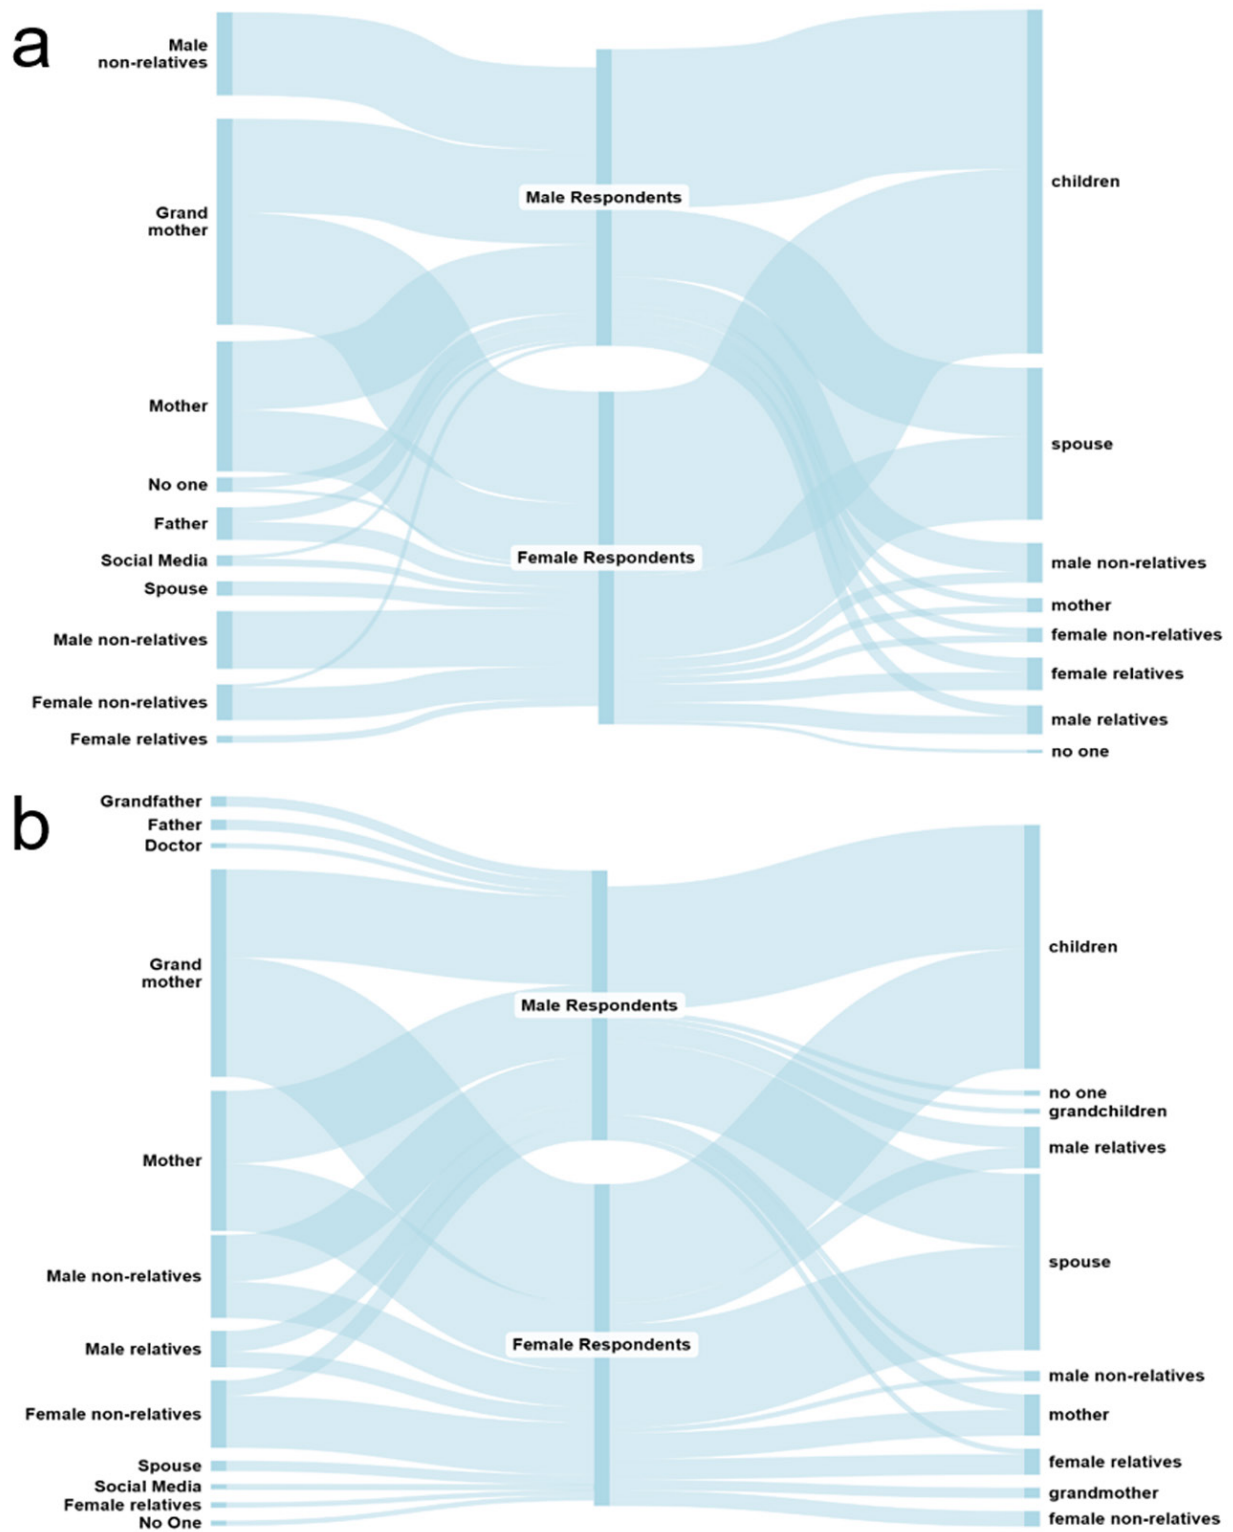 a
Male
non-relatives
Grand
mother
Mother
No one
Father
Social Media
Spouse
Male non-relatives
Female non-relatives
Female relatives
Male Respondents
Female Respondents
children
spouse
male non-relatives
mother
female non-relatives
female relatives
male relatives
no one
b
Grandfather
Father
Doctor
Grand
mother
Mother
Male non-relatives
Male relatives
Female non-relatives
Spouse
Social Media
Female relatives
No One
Male Respondents
Female Respondents
children
no one
grandchildren
male relatives
spouse
male non-relatives
mother
female relatives
grandmother
female non-relatives